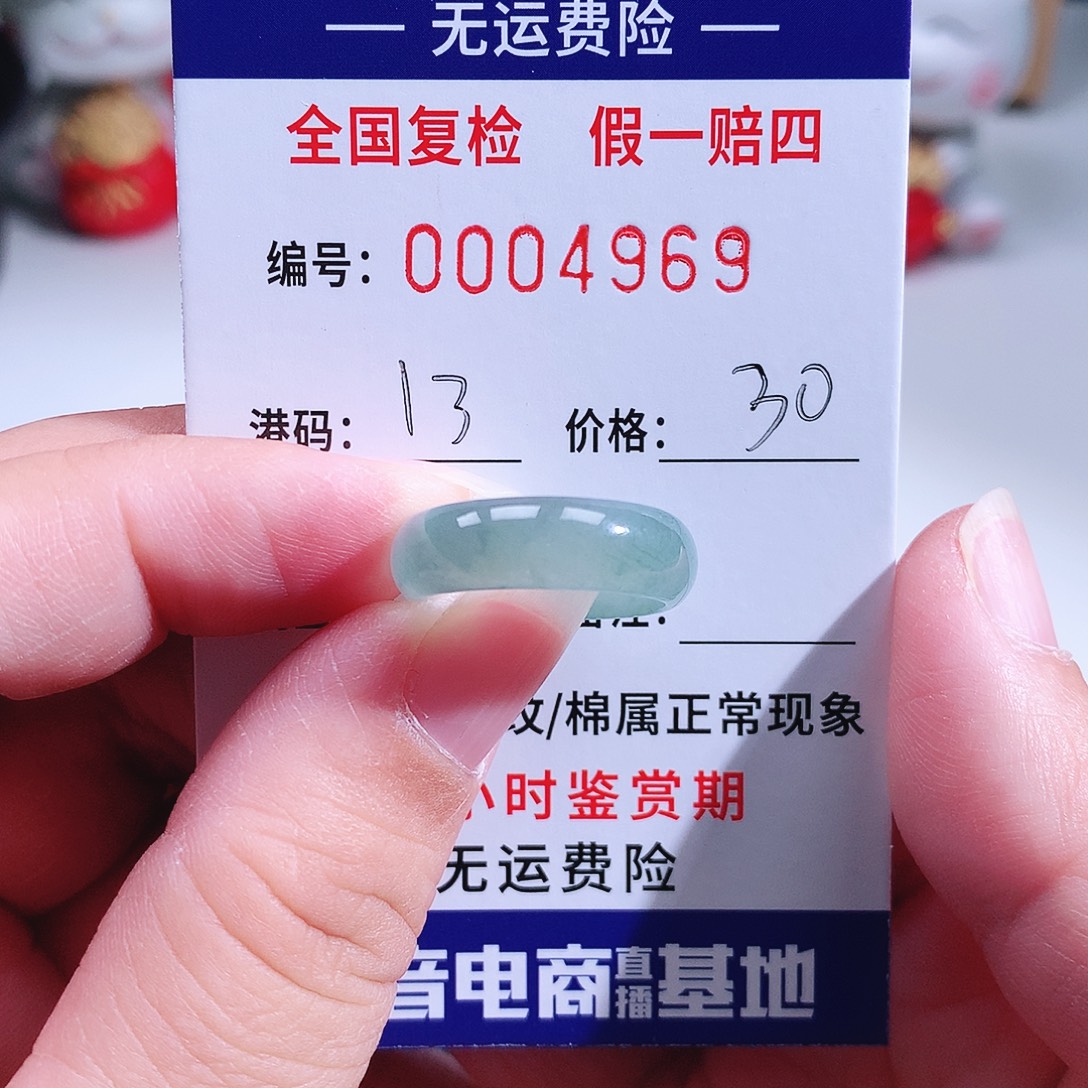 — 无运费险 —
全国复检 假一赔四
编号：0004969
港码：13 价格：30
纹/棉属正常现象
小时鉴赏期
无运费险
音电商直播基地